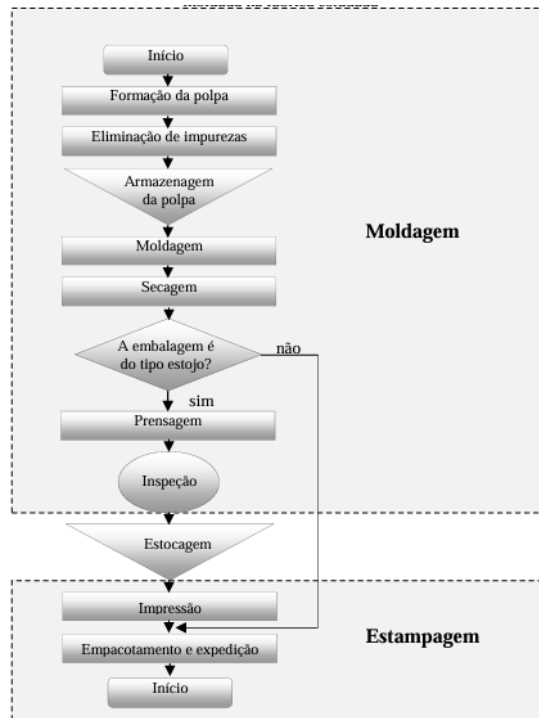 Início
Formação da polpa
Eliminação de impurezas
Armazenagem
da polpa
Moldagem
Moldagem
Secagem
A embalagem é
do tipo estojo?
não
sim
Prensagem
Inspeção
Estocagem
Impressão
Estampagem
Empacotamento e expedição
Início